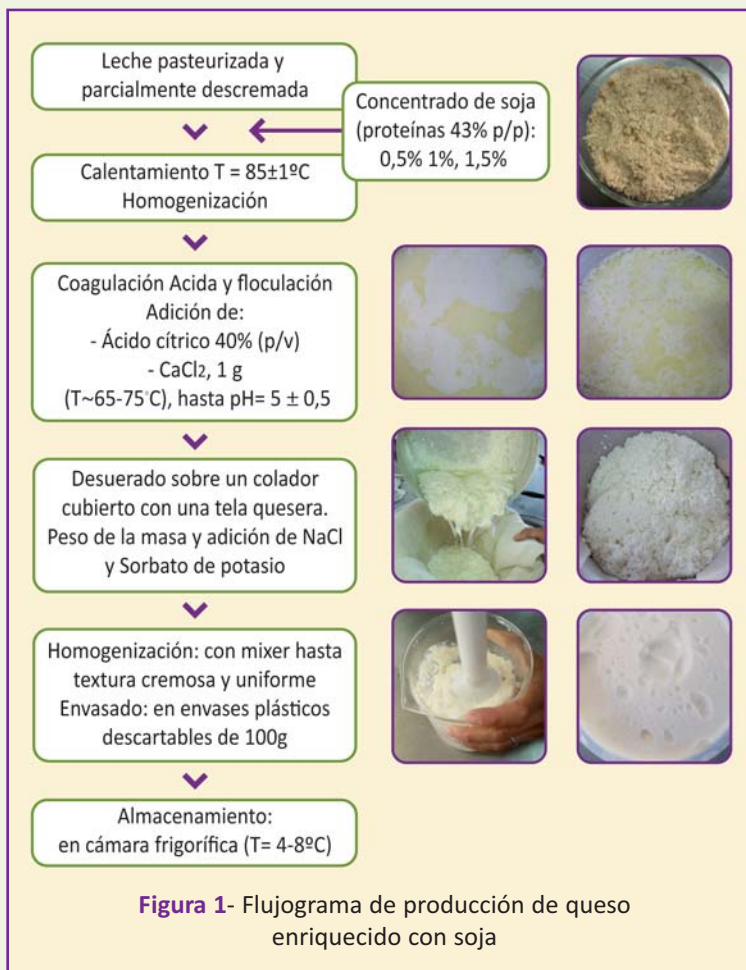 Leche pasteurizada y
parcialmente descremada
Concentrado de soja
(proteínas 43% p/p):
0,5% 1%, 1,5%
Calentamiento T = 85±1ºC
Homogenización
Coagulación Acida y floculación
Adición de:
- Ácido cítrico 40% (p/v)
- CaCl2, 1 g
(T~65-75°C), hasta pH= 5 ± 0,5
Desuerado sobre un colador
cubierto con una tela quesera.
Peso de la masa y adición de NaCl
y Sorbato de potasio
Homogenización: con mixer hasta
textura cremosa y uniforme
Envasado: en envases plásticos
descartables de 100g
Almacenamiento:
en cámara frigorífica (T= 4-8ºC)
Figura 1- Flujograma de producción de queso
enriquecido con soja